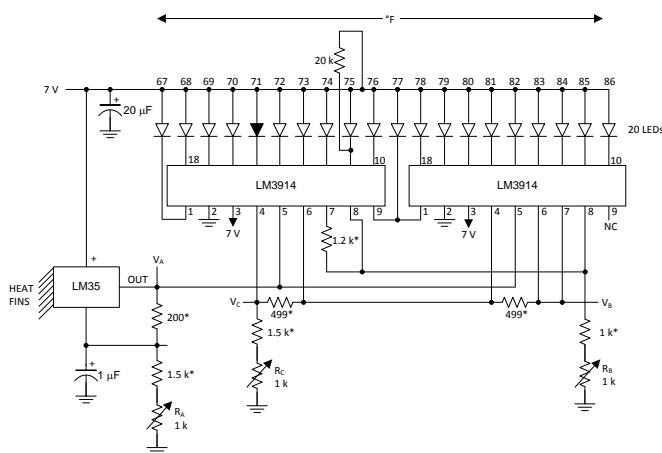 °F
20 k
67 68 69 70 71 72 73 74 75 76 77 78 79 80 81 82 83 84 85 86
7 V
+
20 µF
20 LEDs
18 10 18 10
LM3914 LM3914
1 2 3 4 5 6 7 8 9 1 2 3 4 5 6 7 8 9
7 V 7 V NC
1.2 k*
VA
+
OUT
HEAT
FINS
LM35
VC VB
499* 499*
200* 1.5 k* 1 k*
+
1 µF
1.5 k*
RC
1 k
RB
1 k
RA
1 k